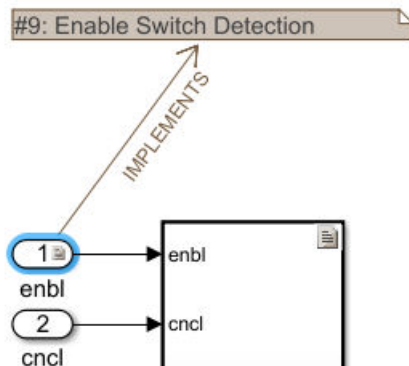 #9: Enable Switch Detection
IMPLEMENTS
1
enbl
enbl
2
cncl
cncl